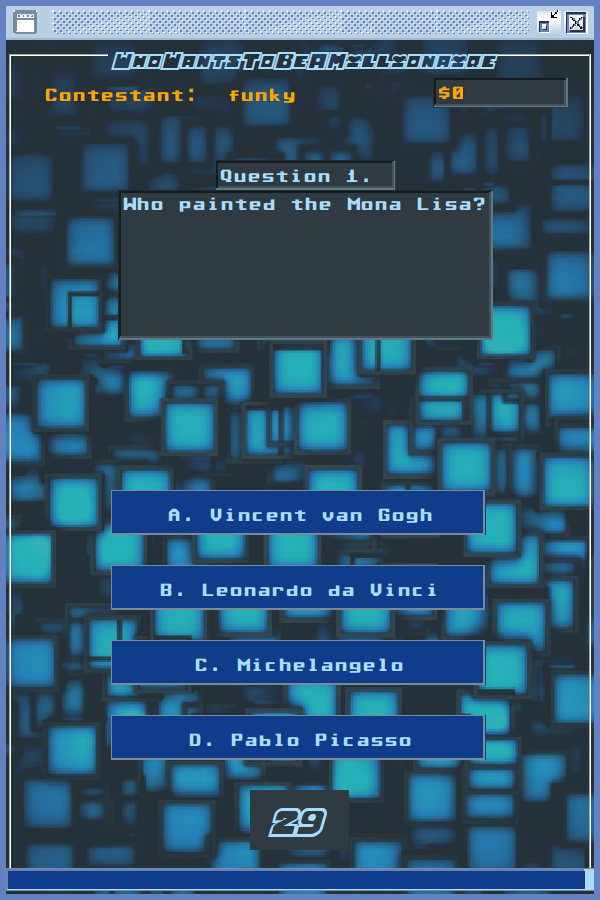 WhoWantsToBeAMillionaire
Contestant: funky
$0
Question 1.
Who painted the Mona Lisa?
A. Vincent van Gogh
B. Leonardo da Vinci
C. Michelangelo
D. Pablo Picasso
29